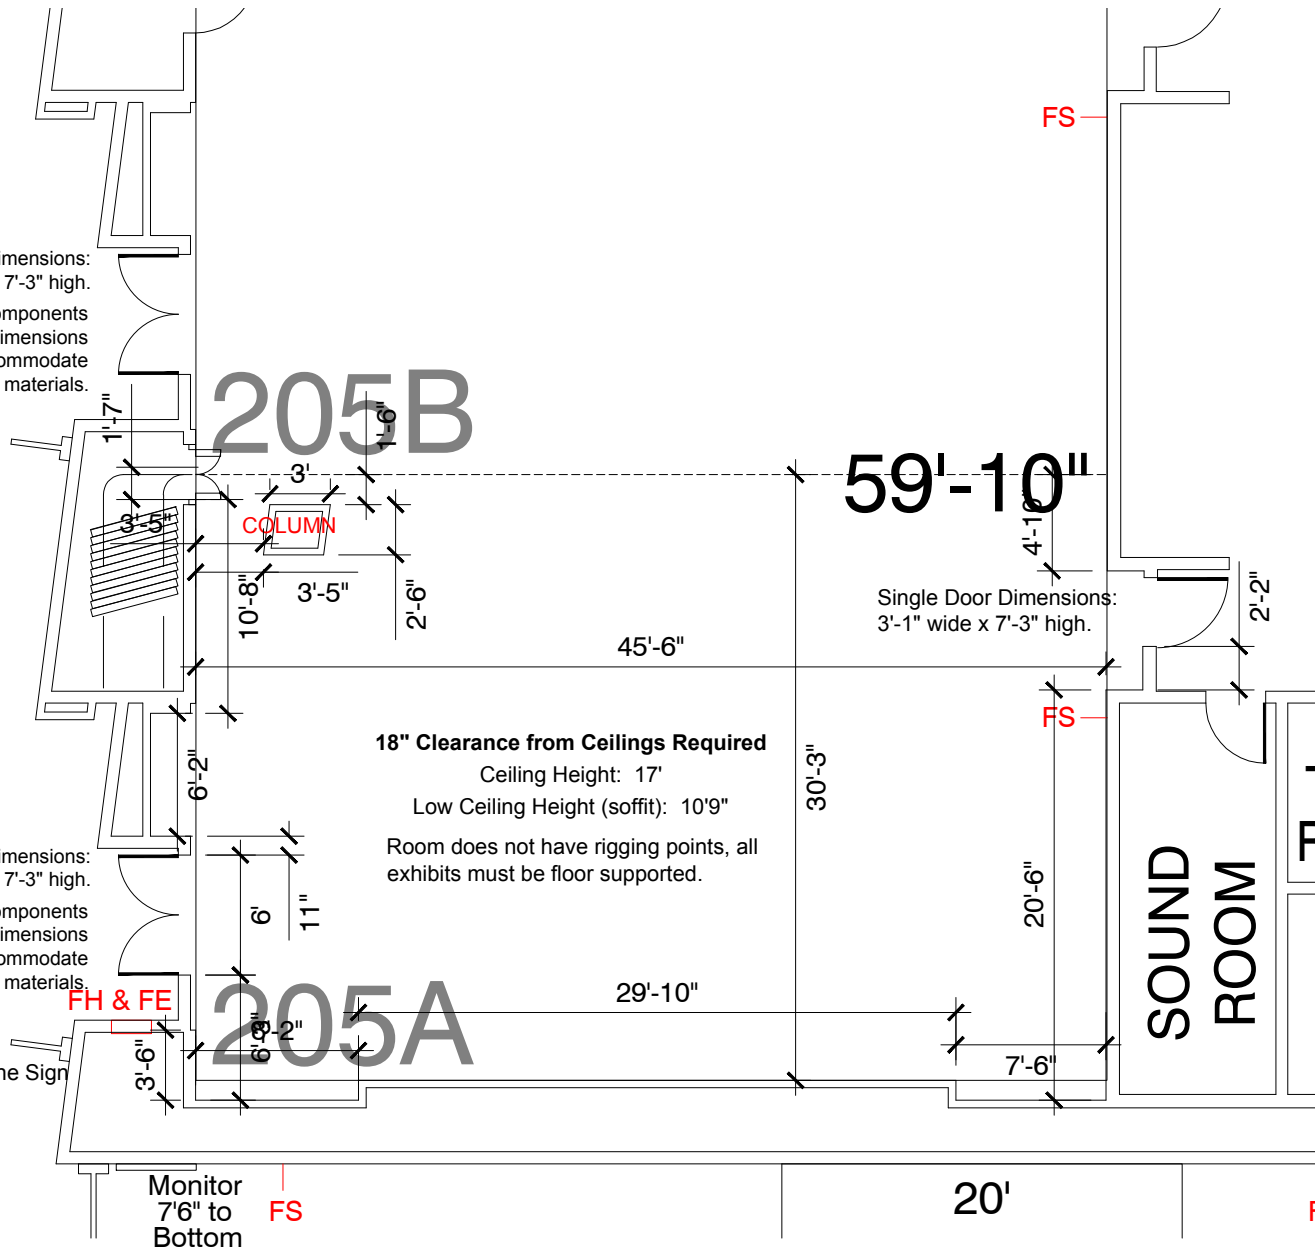 FS
imensions:
7'-3" high.
mponents
imensions
ommodate
materials.
1'-7"
205B
1'-6"
3'
59'-10"
3'-5"
COLUMN
4'-10"
10'-8"
3'-5"
2'-6"
Single Door Dimensions:
3'-1" wide x 7'-3" high.
2'-2"
45'-6"
FS
18" Clearance from Ceilings Required
Ceiling Height: 17'
Low Ceiling Height (soffit): 10'9"
Room does not have rigging points, all
exhibits must be floor supported.
6'-2"
30'-3"
imensions:
7'-3" high.
mponents
imensions
ommodate
materials.
6'
11"
20'-6"
SOUND
ROOM
FH & FE
29'-10"
205A
3'-6"
7'-6"
ne Sign
Monitor
7'6" to
Bottom
FS
20'